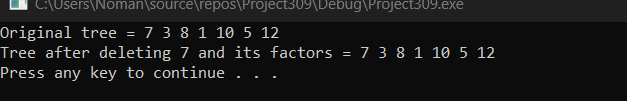 C:\Users\Noman\source\repos\Project309\Debug\Project309.exe
Original tree = 7 3 8 1 10 5 12
Tree after deleting 7 and its factors = 7 3 8 1 10 5 12
Press any key to continue . . .